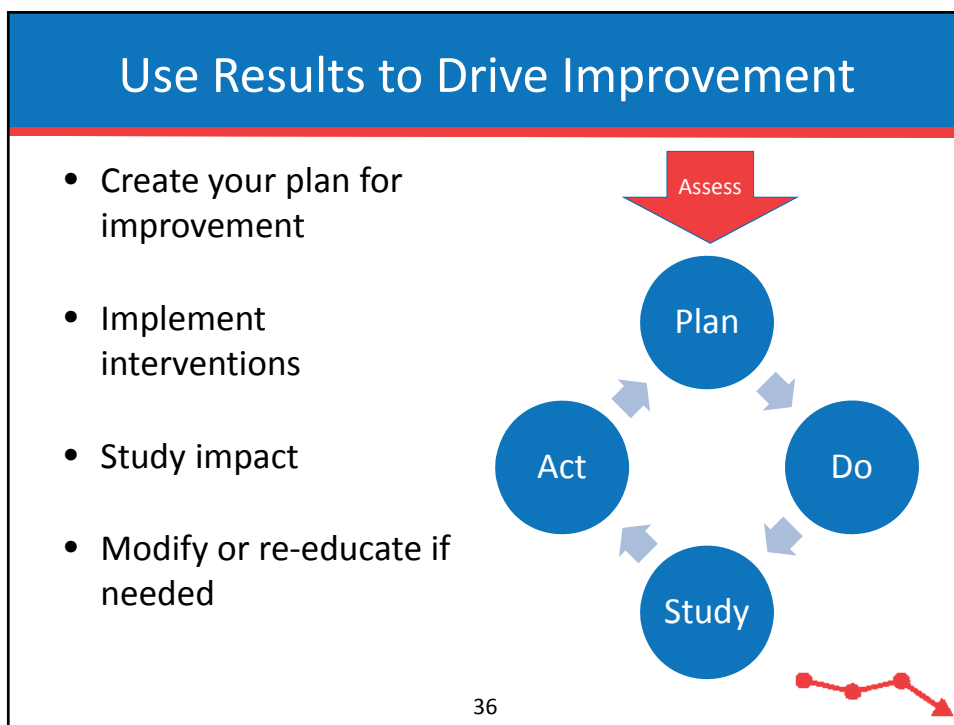 Use Results to Drive Improvement
• Create your plan for
improvement
• Implement
interventions
• Study impact
• Modify or re-educate if
needed
Assess
Plan
Do
Study
Act
36